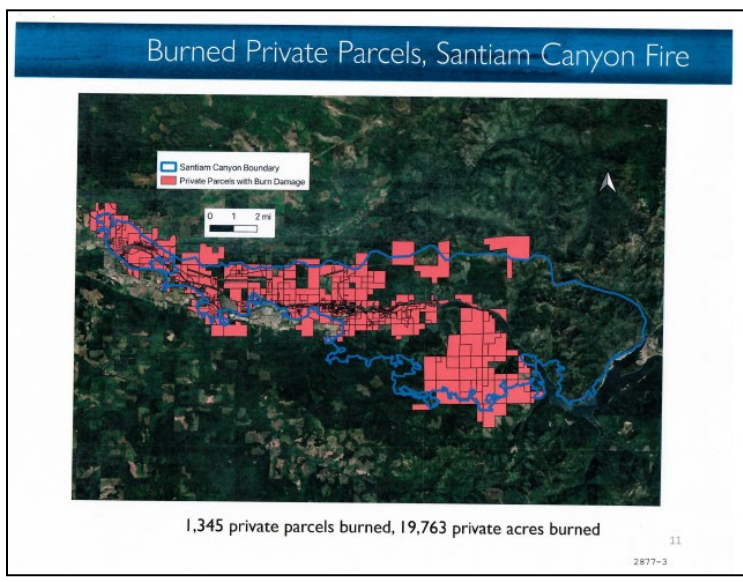 Burned Private Parcels, Santiam Canyon Fire
Santiam Canyon Boundary
Private Parcels with Burn Damage
0 1 2 mi
1,345 private parcels burned, 19,763 private acres burned
11
2877-3